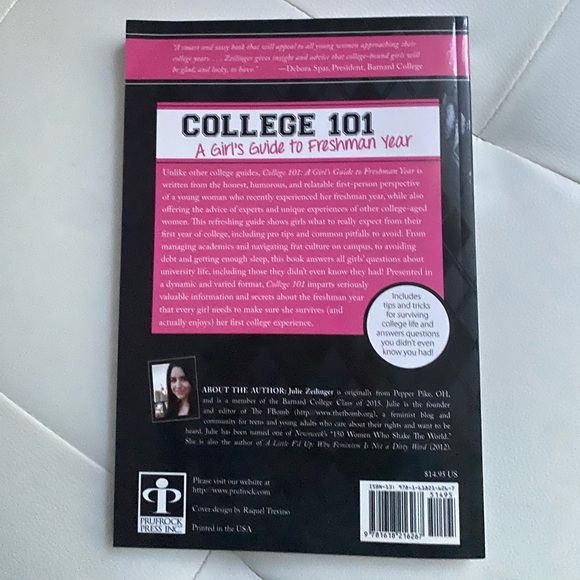 "A smart and sassy book that will appeal to all young women approaching their
college years . . . Zeilinger gives insight and advice that college-bound girls will
be glad, and lucky, to have." —Debora Spar, President, Barnard College
COLLEGE 101
A Girl's Guide to Freshman Year
Unlike other college guides, College 101: A Girl's Guide to Freshman Year is
written from the honest, humorous, and relatable first-person perspective
of a young woman who recently experienced her freshman year, while also
offering the advice of experts and unique experiences of other college-aged
women. This refreshing guide shows girls what to really expect from their
first year of college, including pro tips and common pitfalls to avoid. From
managing academics and navigating frat culture on campus, to avoiding
debt and getting enough sleep, this book answers all girls' questions about
university life, including those they didn't even know they had! Presented in
a dynamic and varied format, College 101 imparts seriously
valuable information and secrets about the freshman year
that every girl needs to make sure she survives (and
actually enjoys) her first college experience.
Includes
tips and tricks
for surviving
college life and
answers questions
you didn't even
know you had!
ABOUT THE AUTHOR: Julie Zeilinger is originally from Pepper Pike, OH,
and is a member of the Barnard College Class of 2015. Julie is the founder
and editor of The FBomb (http://www.thefbomb.org), a feminist blog and
community for teens and young adults who care about their rights and want to be
heard. Julie has been named one of Newsweek's "150 Women Who Shake The World."
She is also the author of A Little F'd Up: Why Feminism Is Not a Dirty Word (2012).
$14.95 US
PRUFROCK
PRESS INC.
Please visit our website at
http://www.prufrock.com
Cover design by Raquel Trevino
Printed in the USA
ISBN-13: 978-1-61821-626-7
51495
9 781618 216267